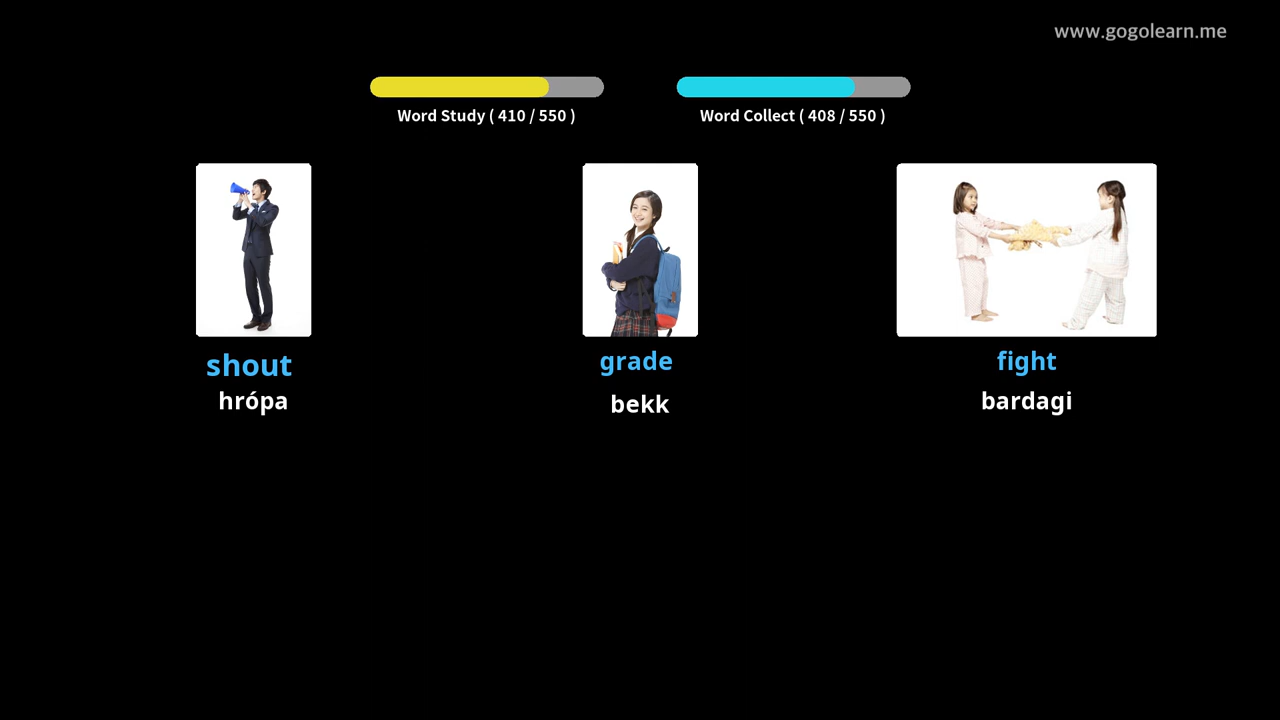 www.gogolearn.me
Word Study ( 410 / 550 )
Word Collect ( 408 / 550 )
shout
hrópa
grade
bekk
fight
bardagi